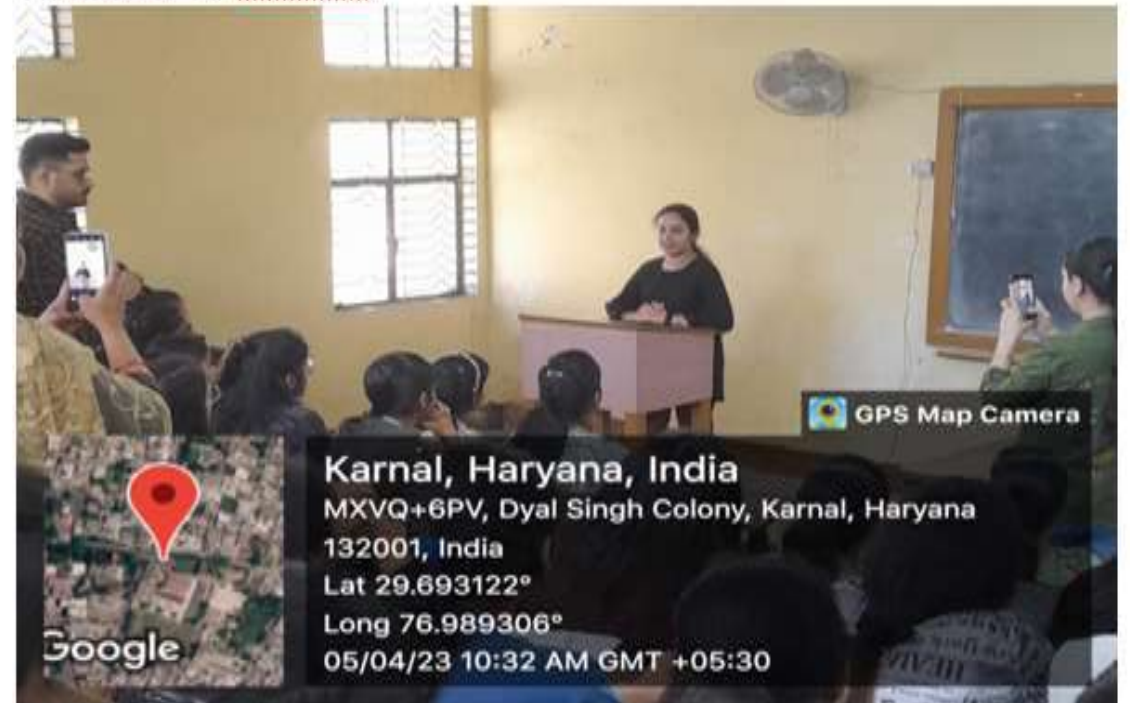 GPS Map Camera
Karnal, Haryana, India
MXVQ+6PV, Dyal Singh Colony, Karnal, Haryana
132001, India
Lat 29.693122°
Long 76.989306°
05/04/23 10:32 AM GMT +05:30
Google